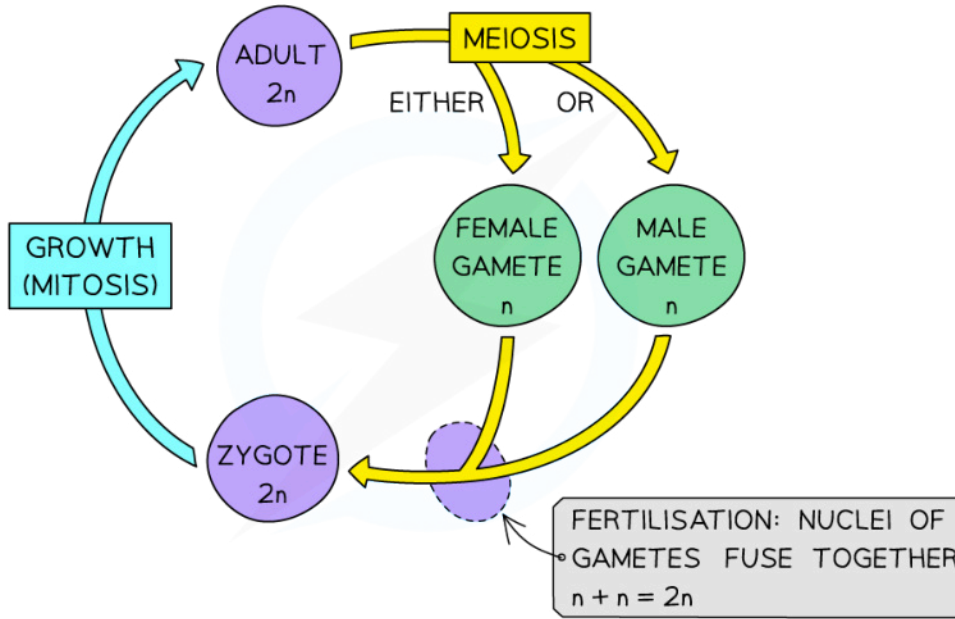 ADULT
2n
MEIOSIS
EITHER
OR
FEMALE
GAMETE
n
MALE
GAMETE
n
GROWTH
(MITOSIS)
ZYGOTE
2n
FERTILISATION: NUCLEI OF
GAMETES FUSE TOGETHER
n + n = 2n